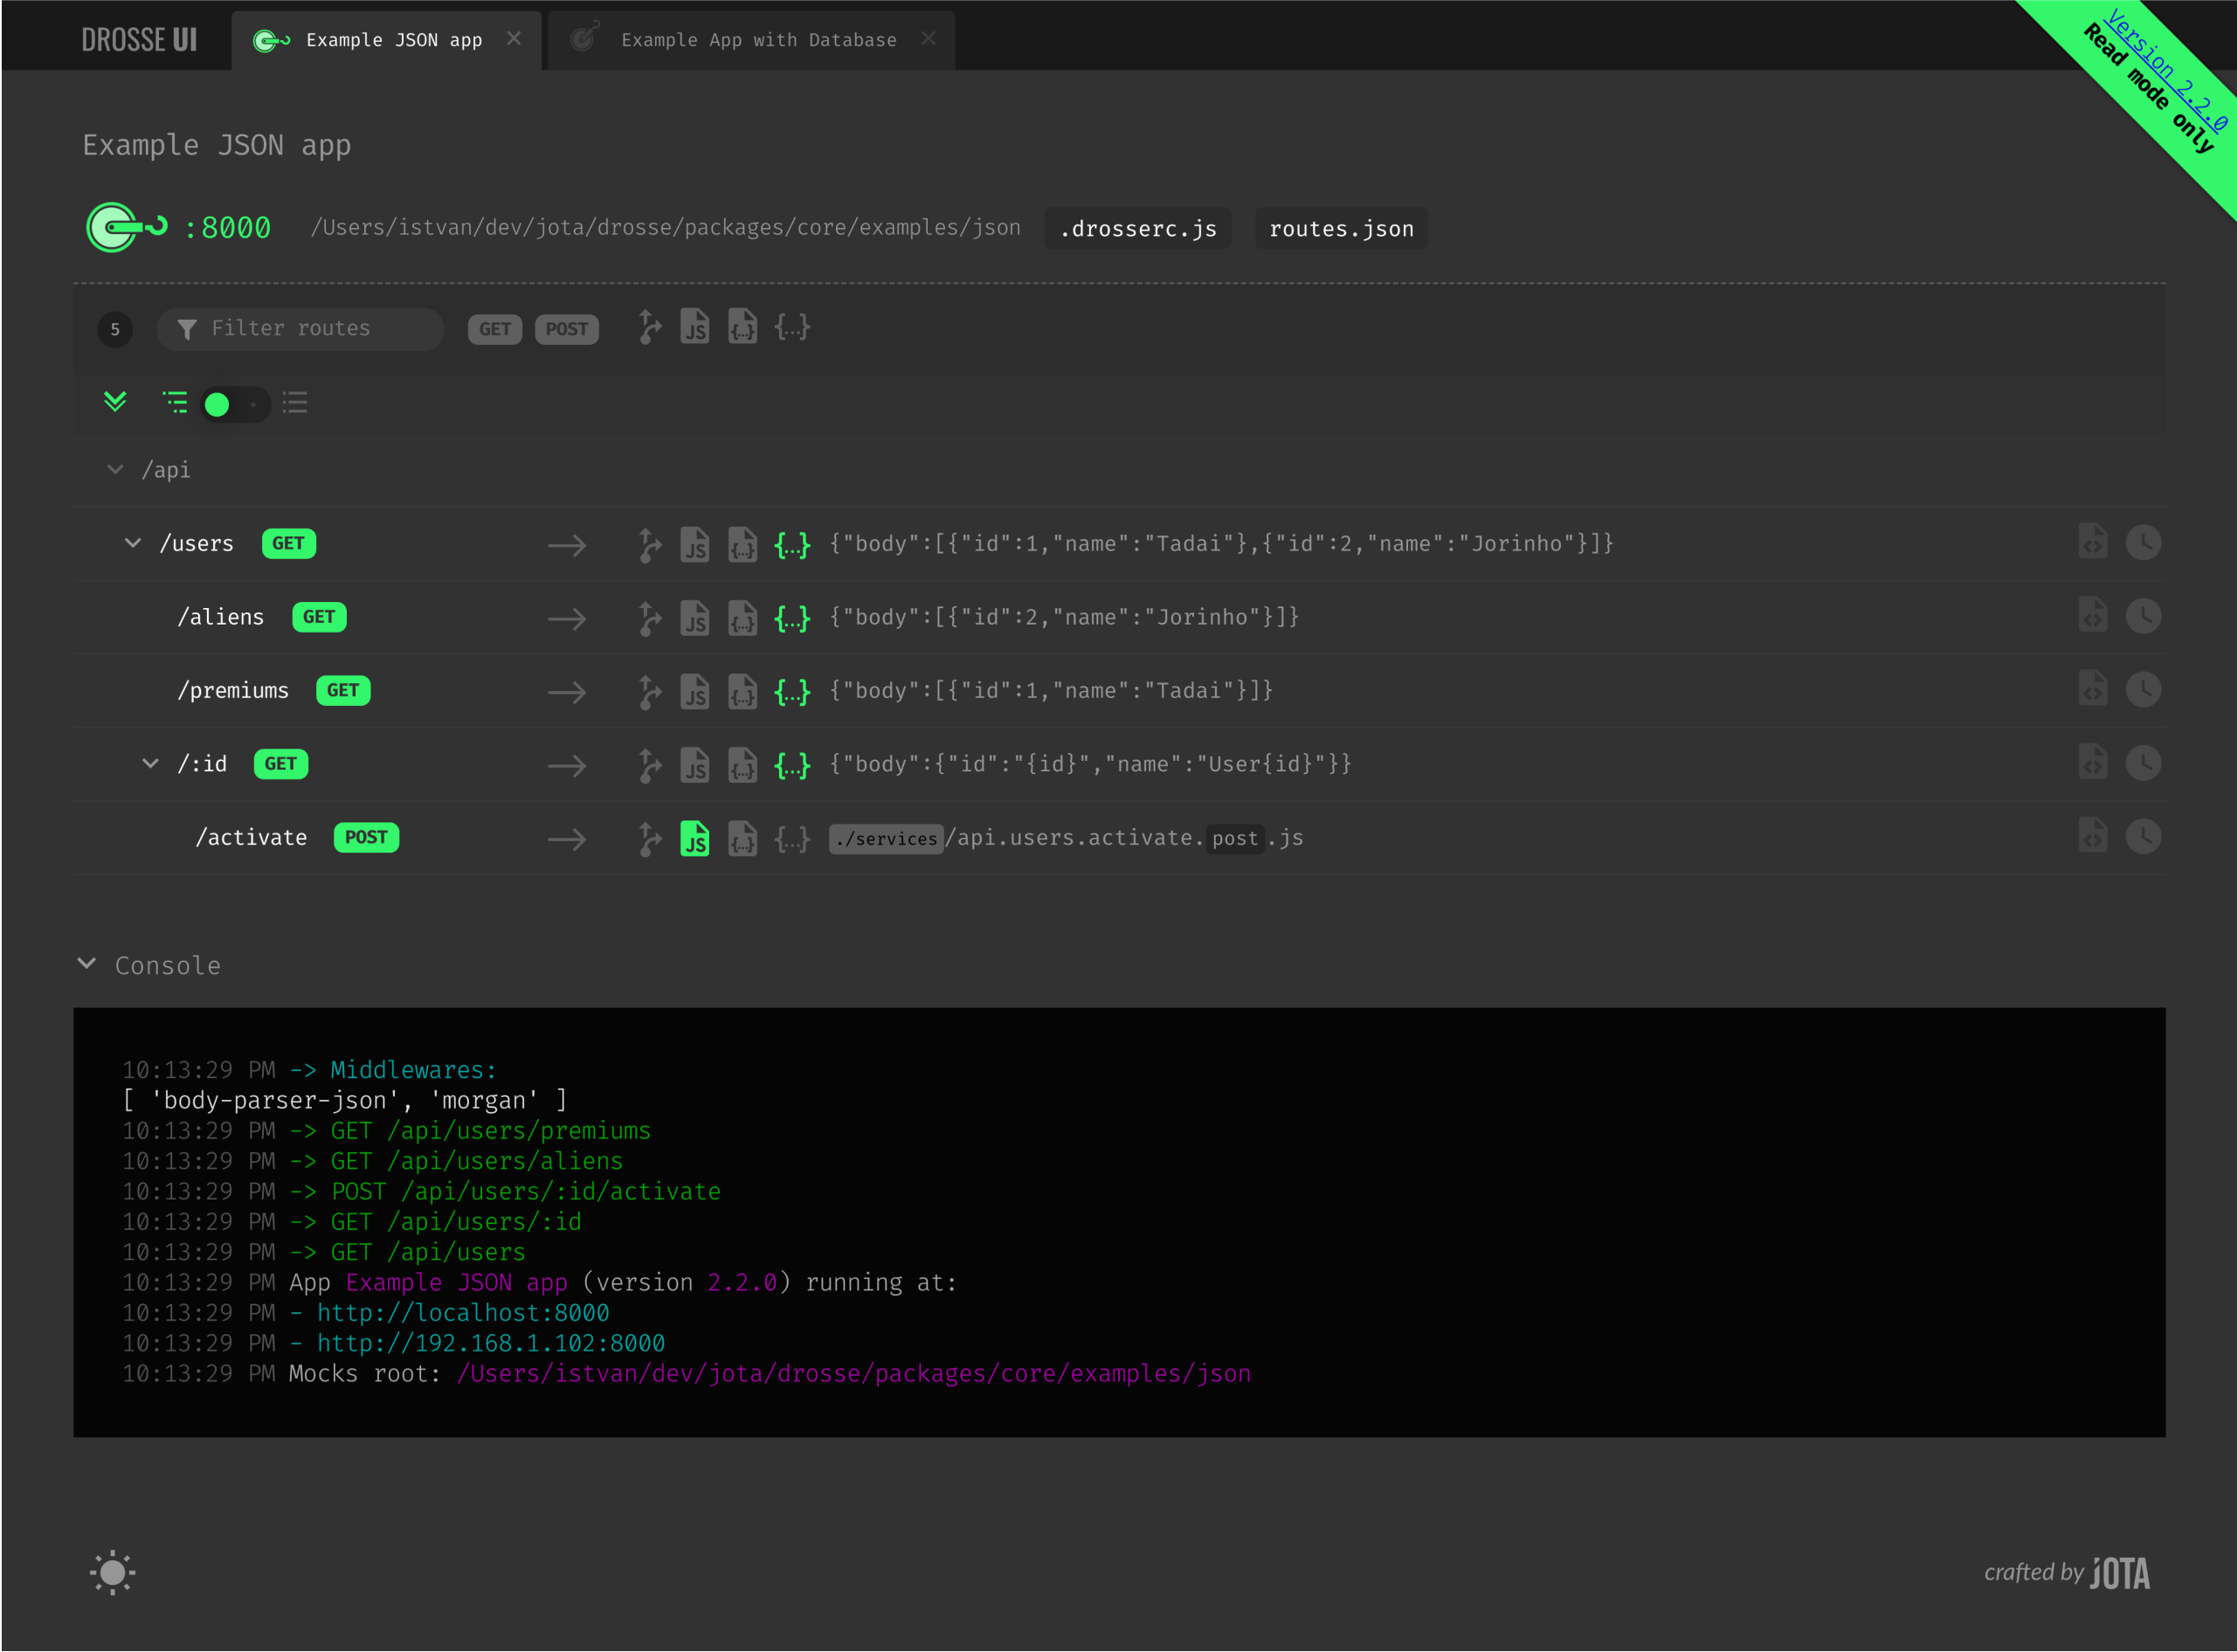 DROSSE UI
Example JSON app
Example App with Database
Version 2.2.0
Read mode only
Example JSON app
:8000 /Users/istvan/dev/jota/drosse/packages/core/examples/json .drosserc.js routes.json
5 Filter routes GET POST JS {...} {...}
/api
/users GET JS {...} {...} {"body":[{"id":1,"name":"Tadai"},{"id":2,"name":"Jorinho"}]}
/aliens GET JS {...} {...} {"body":[{"id":2,"name":"Jorinho"}]}
/premiums GET JS {...} {...} {"body":[{"id":1,"name":"Tadai"}]}
/:id GET JS {...} {...} {"body":{"id":"{id}","name":"User{id}"}}
/activate POST JS {...} {...} ./services/api.users.activate.post.js
Console
10:13:29 PM -> Middlewares:
[ 'body-parser-json', 'morgan' ]
10:13:29 PM -> GET /api/users/premiums
10:13:29 PM -> GET /api/users/aliens
10:13:29 PM -> POST /api/users/:id/activate
10:13:29 PM -> GET /api/users/:id
10:13:29 PM -> GET /api/users
10:13:29 PM App Example JSON app (version 2.2.0) running at:
10:13:29 PM - http://localhost:8000
10:13:29 PM - http://192.168.1.102:8000
10:13:29 PM Mocks root: /Users/istvan/dev/jota/drosse/packages/core/examples/json
crafted by JOTA